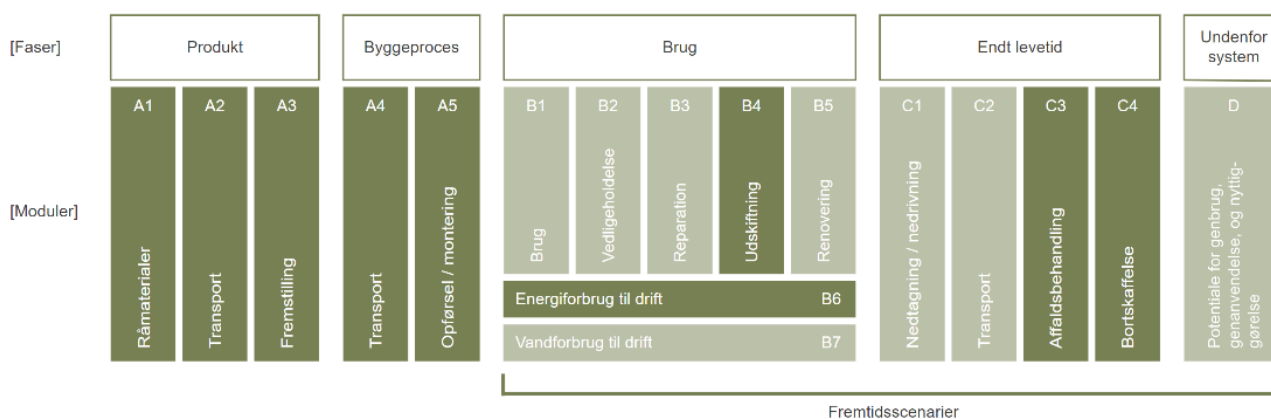 [Faser]
Produkt
Byggeproces
Brug
Endt levetid
Undenfor
system
[Moduler]
A1
Råmaterialer
A2
Transport
A3
Fremstilling
A4
Transport
A5
Opførsel / montering
B1
Brug
B2
Vedligeholdelse
B3
Reparation
B4
Udskiftning
B5
Renovering
Energiforbrug til drift B6
Vandforbrug til drift B7
C1
Nedtagning / nedrivning
C2
Transport
C3
Affaldsbehandling
C4
Bortskaffelse
D
Potentiale for genbrug,
genanvendelse, og nyttig-
gørelse
Fremtidsscenarier